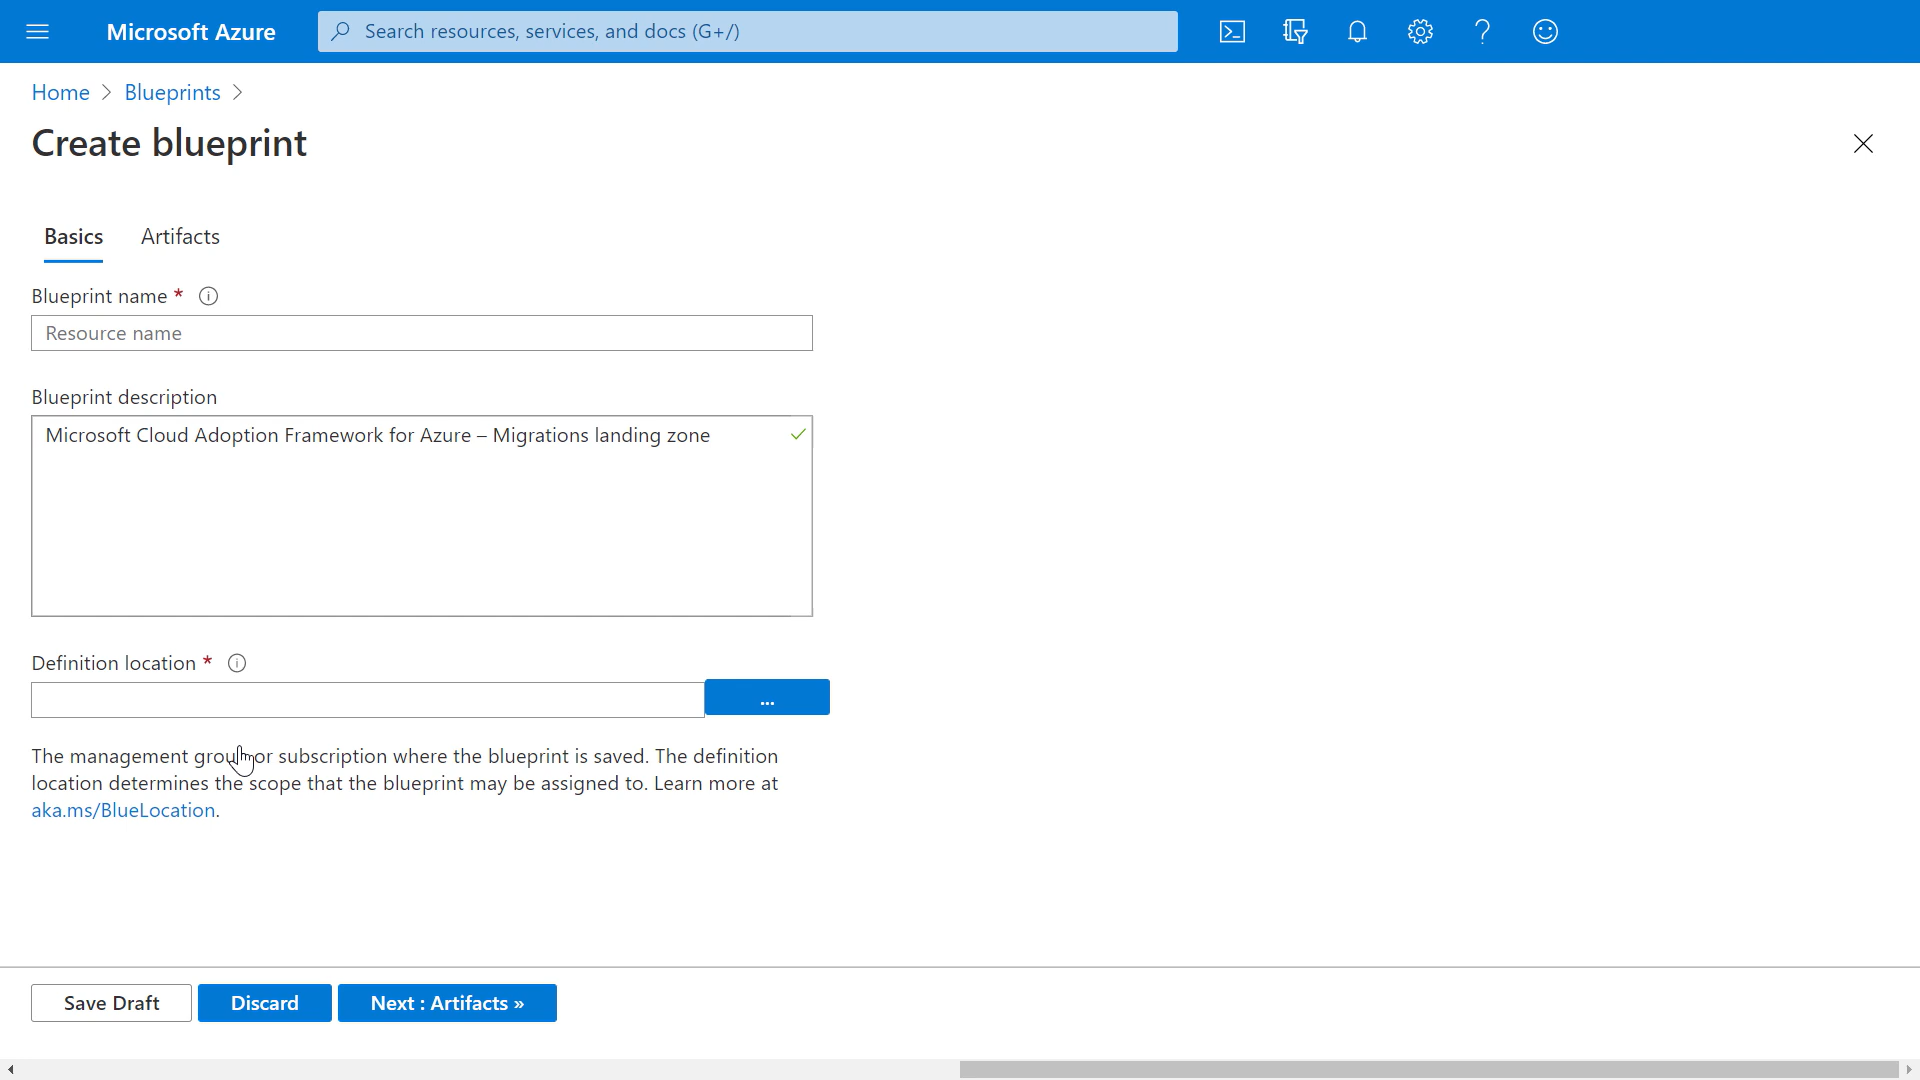 Microsoft Azure
Search resources, services, and docs (G+/)
Home > Blueprints >
Create blueprint
Basics Artifacts
Blueprint name *
Resource name
Blueprint description
Microsoft Cloud Adoption Framework for Azure – Migrations landing zone
Definition location *
...
The management group or subscription where the blueprint is saved. The definition
location determines the scope that the blueprint may be assigned to. Learn more at
aka.ms/BlueLocation.
Save Draft Discard Next : Artifacts »